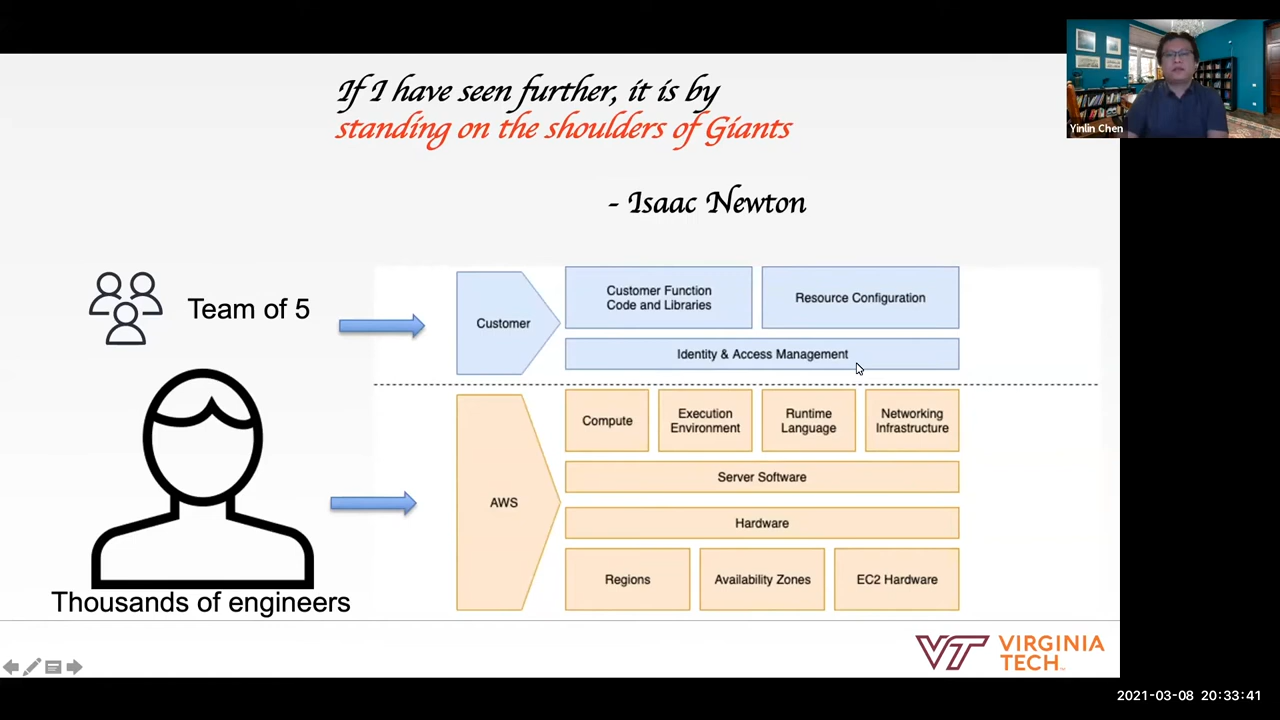 If I have seen further, it is by
standing on the shoulders of Giants
- Isaac Newton
Yinlin Chen
Team of 5
Customer
Customer Function
Code and Libraries
Resource Configuration
Identity & Access Management
Thousands of engineers
AWS
Compute
Execution
Environment
Runtime
Language
Networking
Infrastructure
Server Software
Hardware
Regions
Availability Zones
EC2 Hardware
VT VIRGINIA
TECH
2021-03-08 20:33:41